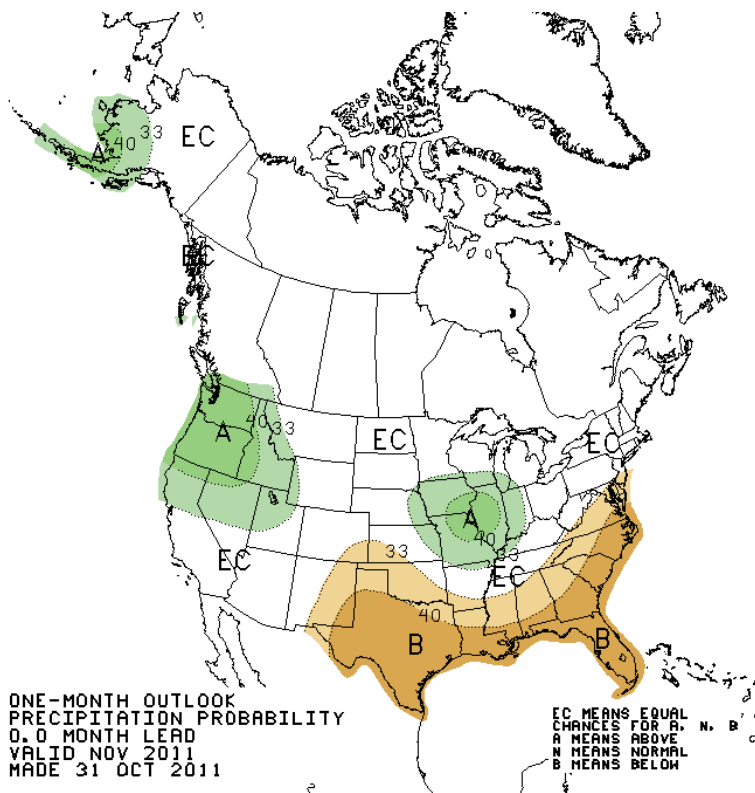 EC
33
40
A
EC
40
33
A
EC
EC
A
40
33
33
EC
EC
40
B
B
ONE-MONTH OUTLOOK
PRECIPITATION PROBABILITY
0.0 MONTH LEAD
VALID NOV 2011
MADE 31 OCT 2011
EC MEANS EQUAL
CHANCES FOR A, N, B
A MEANS ABOVE
N MEANS NORMAL
B MEANS BELOW